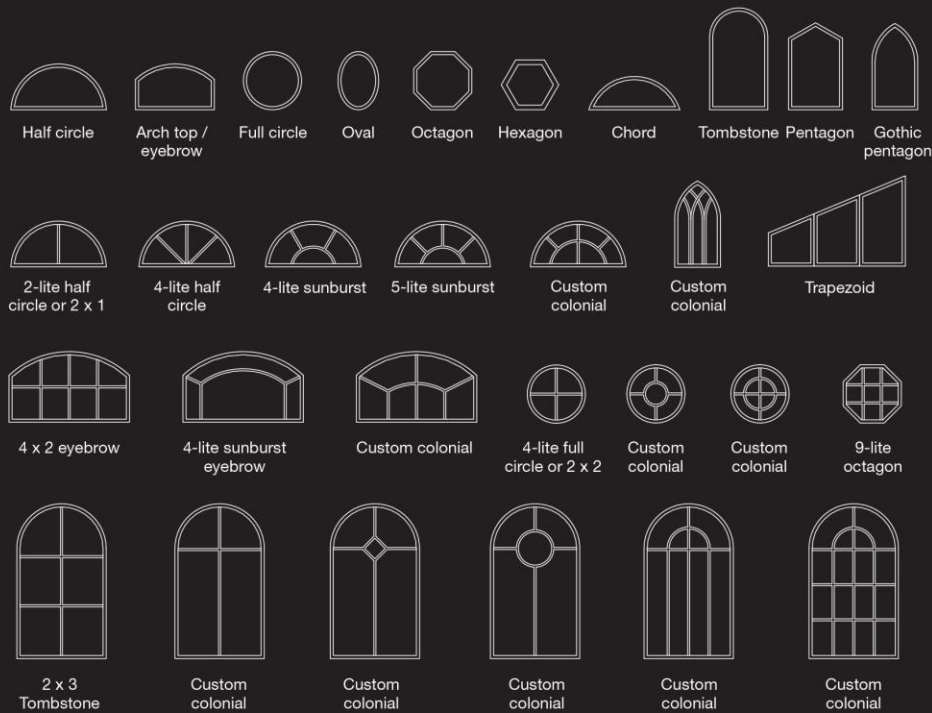 Half circle
Arch top /
eyebrow
Full circle
Oval
Octagon
Hexagon
Chord
Tombstone
Pentagon
Gothic
pentagon
2-lite half
circle or 2 x 1
4-lite half
circle
4-lite sunburst
5-lite sunburst
Custom
colonial
Custom
colonial
Trapezoid
4 x 2 eyebrow
4-lite sunburst
eyebrow
Custom colonial
4-lite full
circle or 2 x 2
Custom
colonial
Custom
colonial
9-lite
octagon
2 x 3
Tombstone
Custom
colonial
Custom
colonial
Custom
colonial
Custom
colonial
Custom
colonial